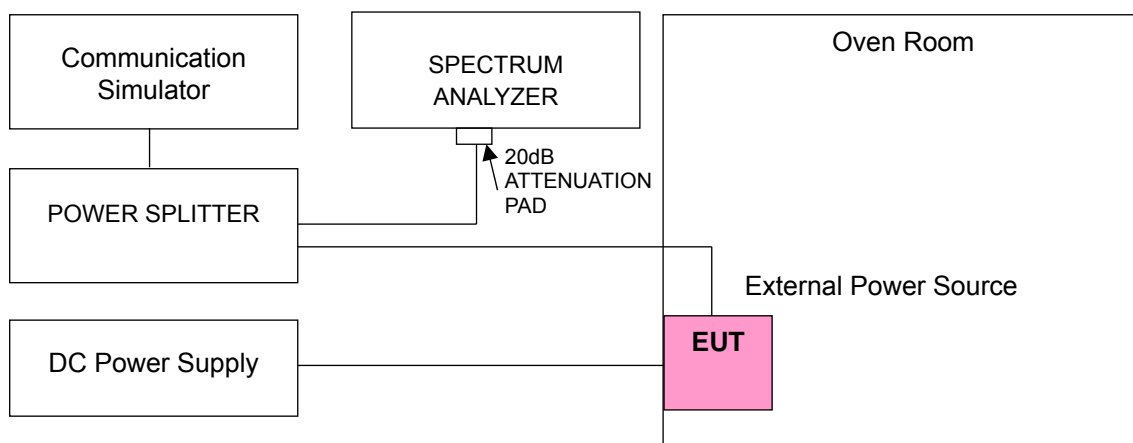 Communication
Simulator
SPECTRUM
ANALYZER
Oven Room
20dB
ATTENUATION
PAD
POWER SPLITTER
External Power Source
EUT
DC Power Supply